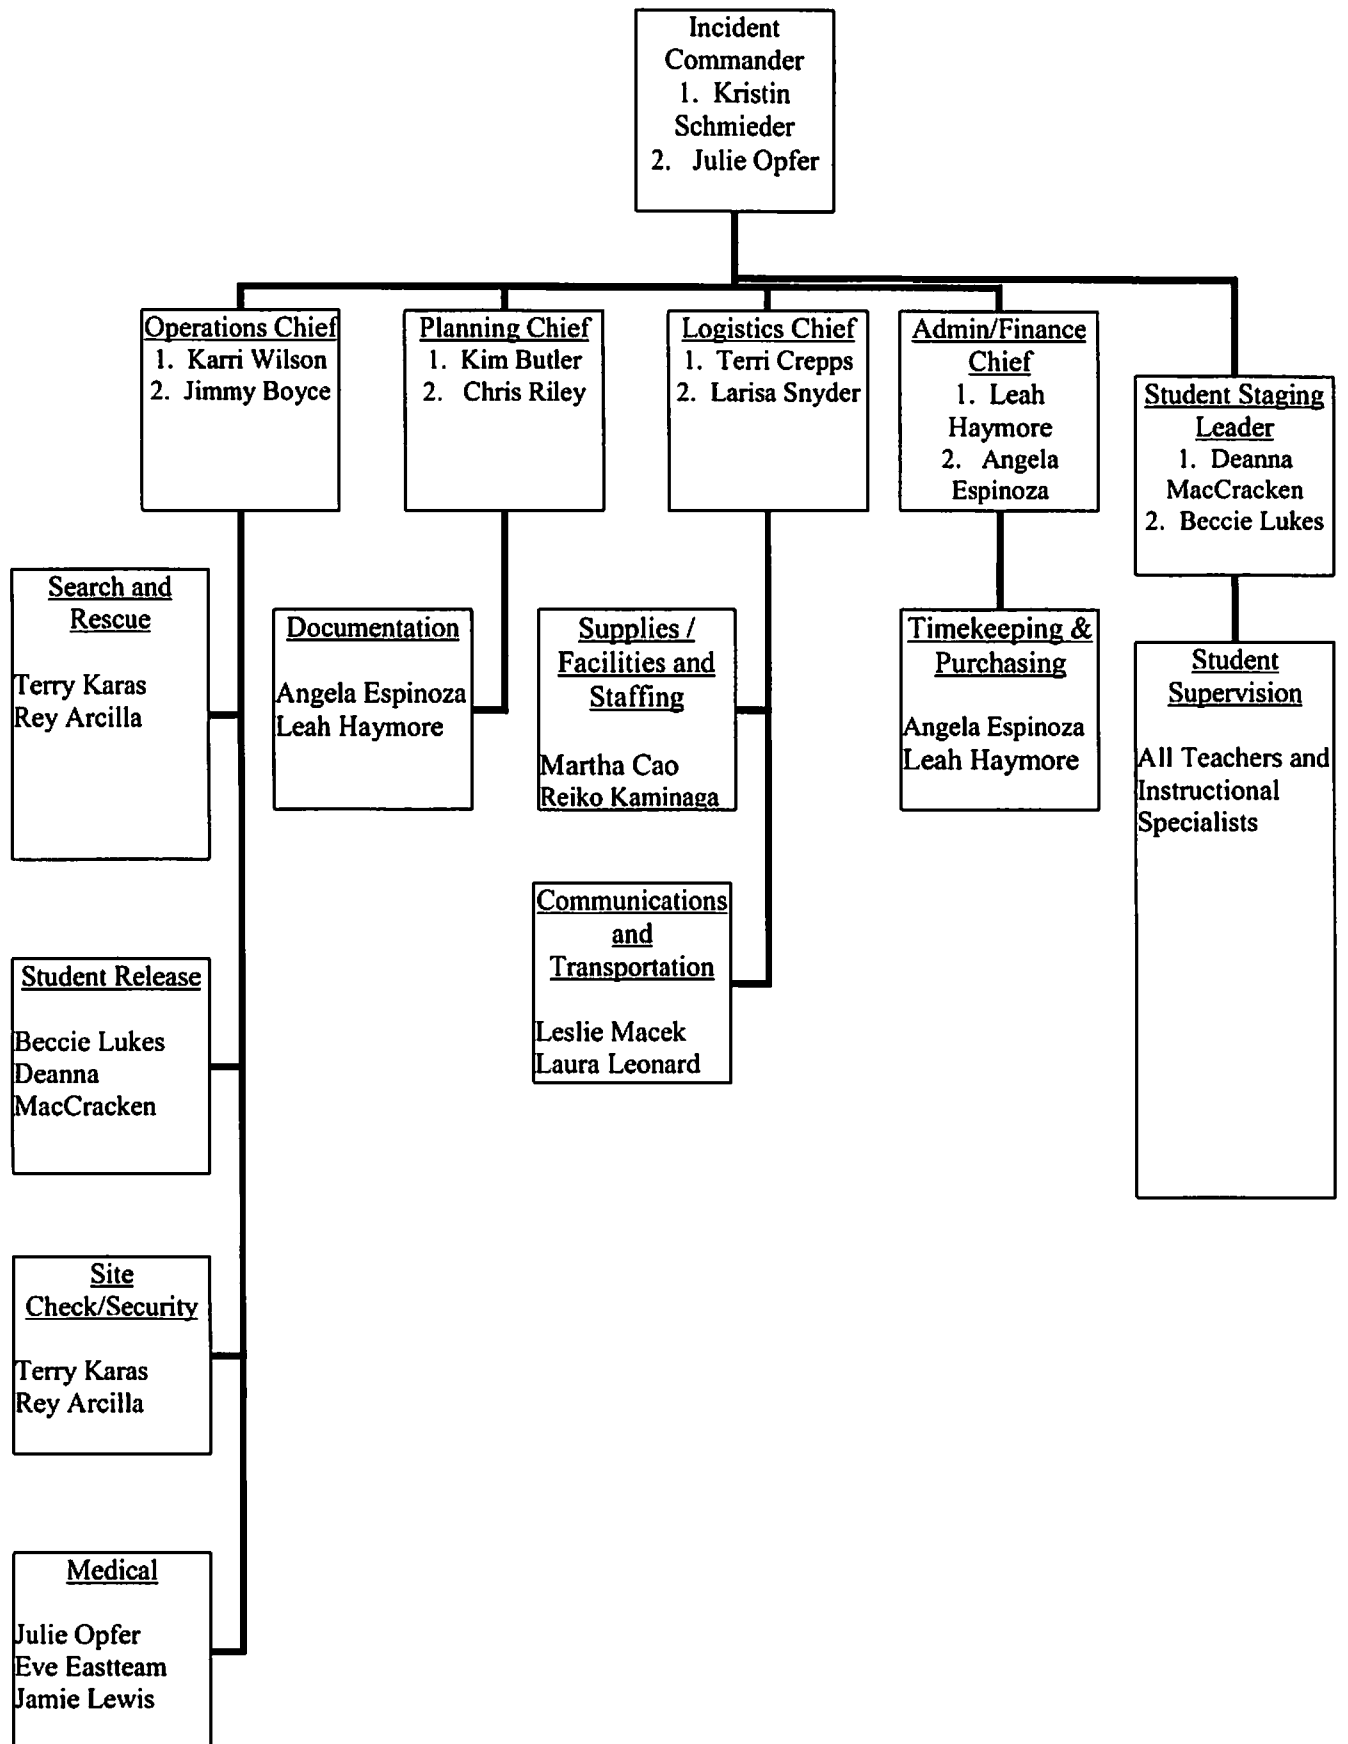 Incident
Commander
1. Kristin
Schmieder
2. Julie Opfer
Operations Chief
1. Karri Wilson
2. Jimmy Boyce
Planning Chief
1. Kim Butler
2. Chris Riley
Logistics Chief
1. Terri Crepps
2. Larisa Snyder
Admin/Finance
Chief
1. Leah
Haymore
2. Angela
Espinoza
Student Staging
Leader
1. Deanna
MacCracken
2. Beccie Lukes
Search and
Rescue
Terry Karas
Rey Arcilla
Documentation
Angela Espinoza
Leah Haymore
Supplies /
Facilities and
Staffing
Martha Cao
Reiko Kaminaga
Timekeeping &
Purchasing
Angela Espinoza
Leah Haymore
Student
Supervision
All Teachers and
Instructional
Specialists
Communications
and
Transportation
Leslie Macek
Laura Leonard
Student Release
Beccie Lukes
Deanna
MacCracken
Site
Check/Security
Terry Karas
Rey Arcilla
Medical
Julie Opfer
Eve Eastteam
Jamie Lewis